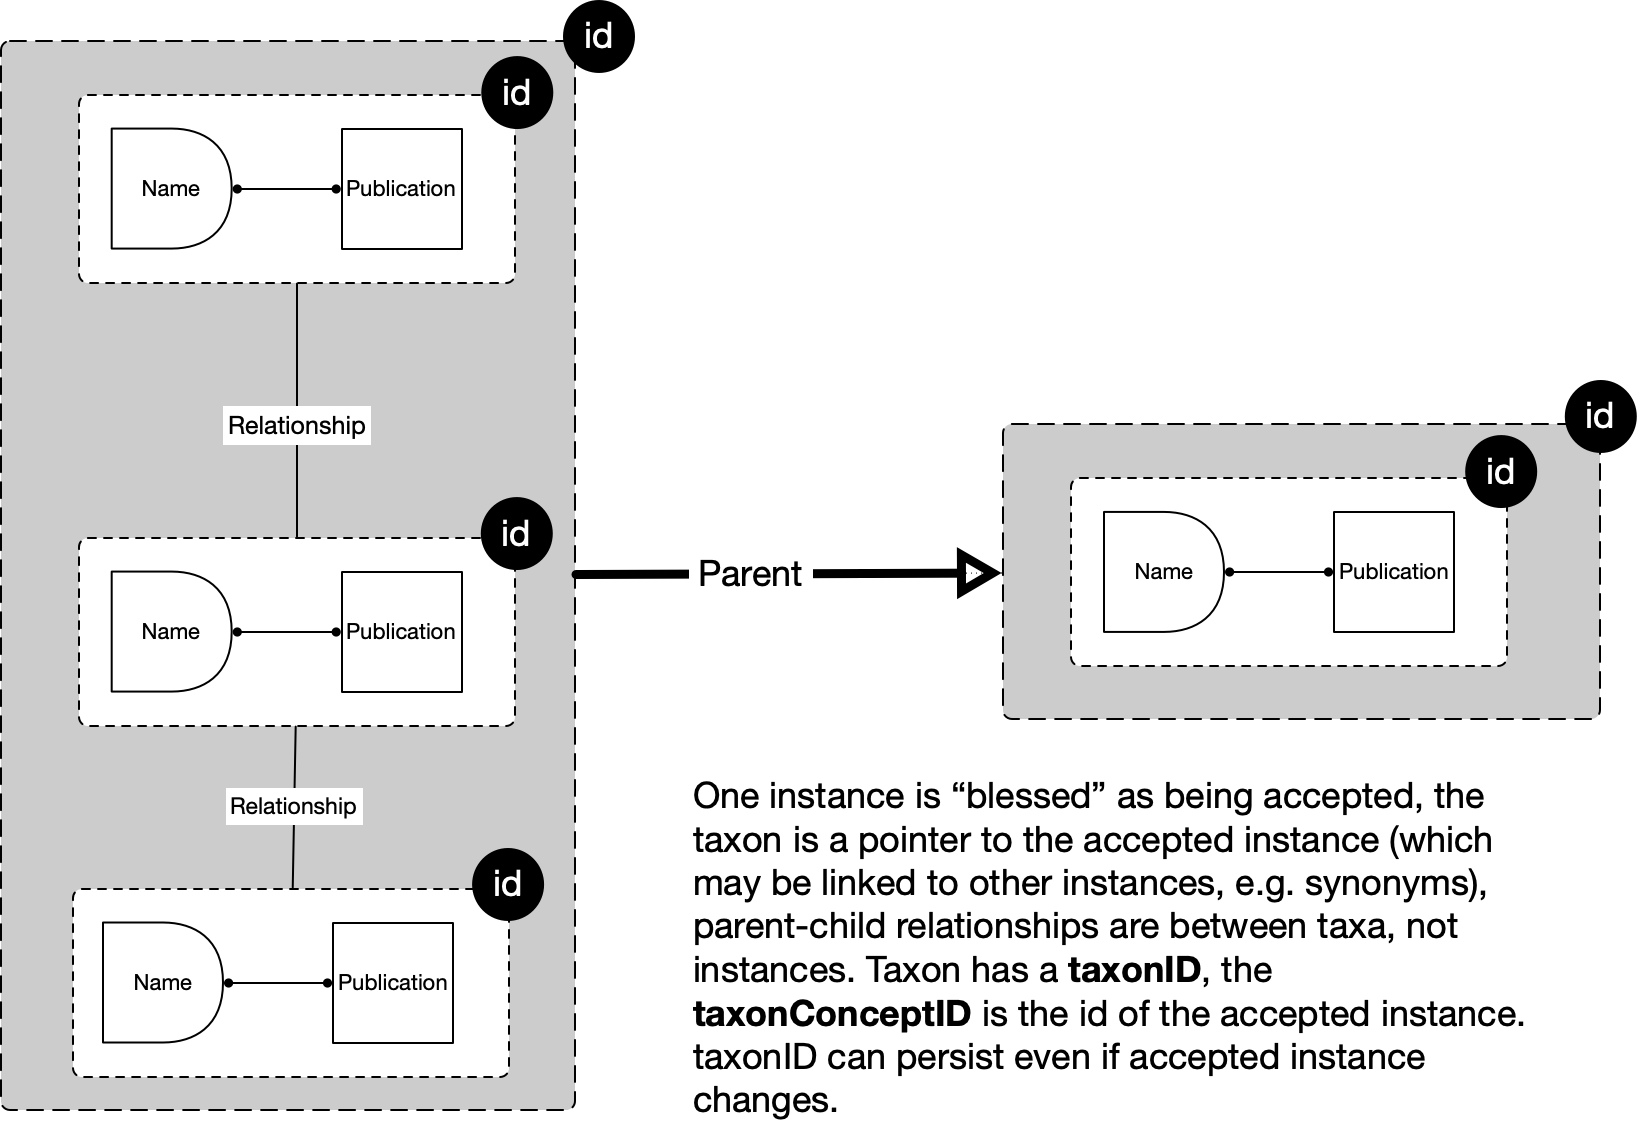 id
id
Name
Publication
Relationship
id
Name
Publication
Relationship
id
Name
Publication
Parent
id
id
Name
Publication
One instance is “blessed” as being accepted, the
taxon is a pointer to the accepted instance (which
may be linked to other instances, e.g. synonyms),
parent-child relationships are between taxa, not
instances. Taxon has a taxonID, the
taxonConceptID is the id of the accepted instance.
taxonID can persist even if accepted instance
changes.